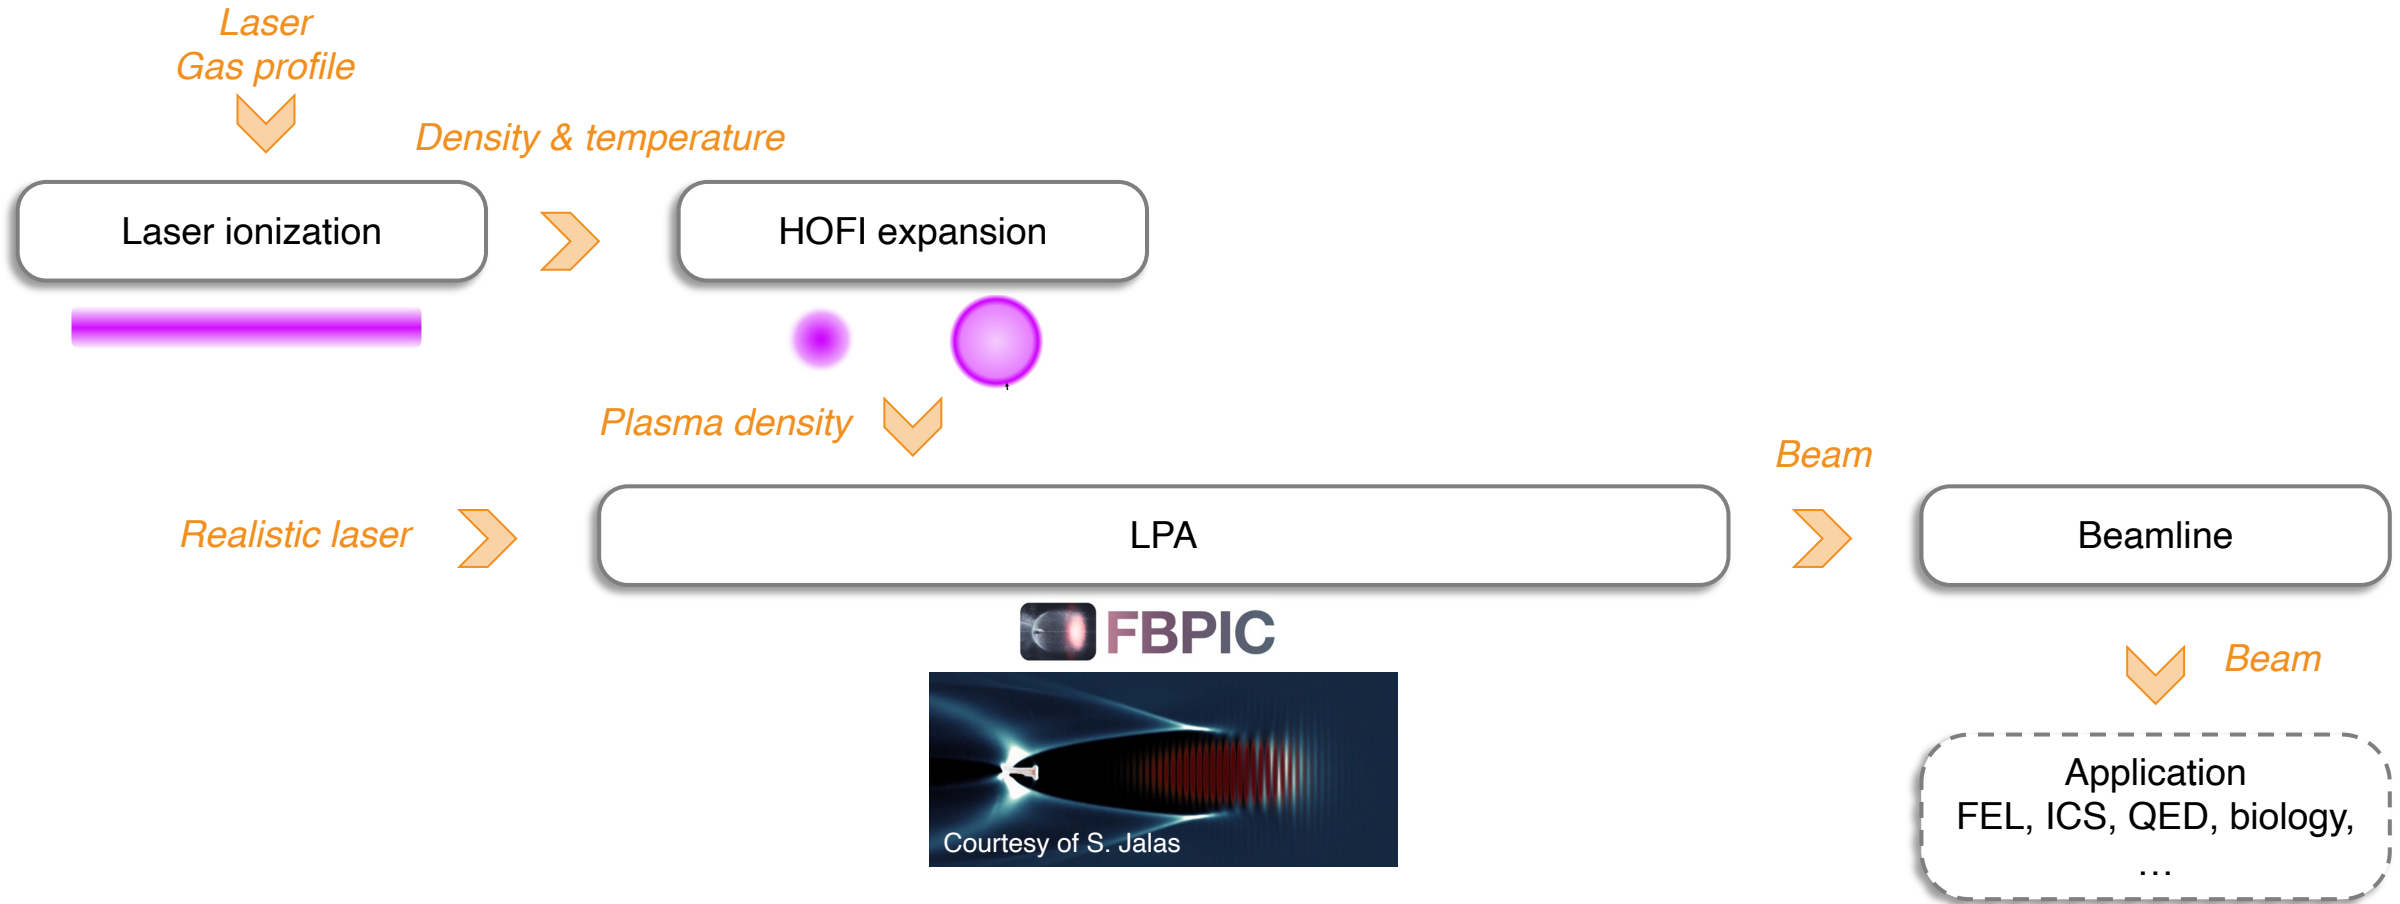 Laser
Gas profile
Density & temperature
Laser ionization
HOFI expansion
Plasma density
Beam
Realistic laser
LPA
Beamline
FBPIC
Beam
Courtesy of S. Jalas
Application
FEL, ICS, QED, biology,
…